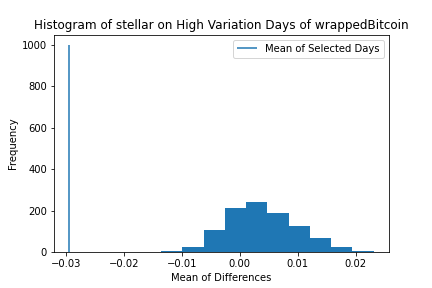 Histogram of stellar on High Variation Days of wrappedBitcoin
Mean of Selected Days
1000
800
600
400
200
0
Frequency
−0.03 −0.02 −0.01 0.00 0.01 0.02
Mean of Differences